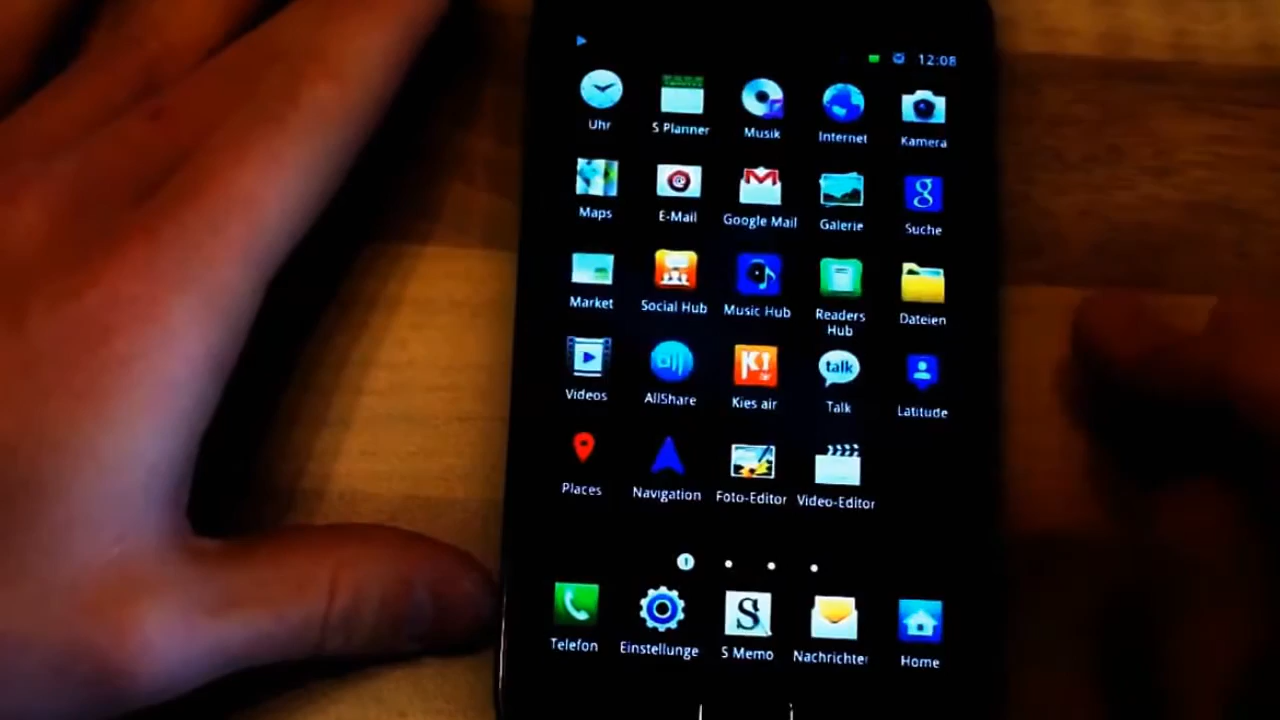 12:08
Uhr
S Planner
Musik
Internet
Kamera
Maps
E-Mail
Google Mail
Galerie
Suche
Market
Social Hub
Music Hub
Readers
Hub
Dateien
Videos
AllShare
Kies air
talk
Talk
Latitude
Places
Navigation
Foto-Editor
Video-Editor
1
Telefon
Einstellunge
S Memo
Nachrichter
Home